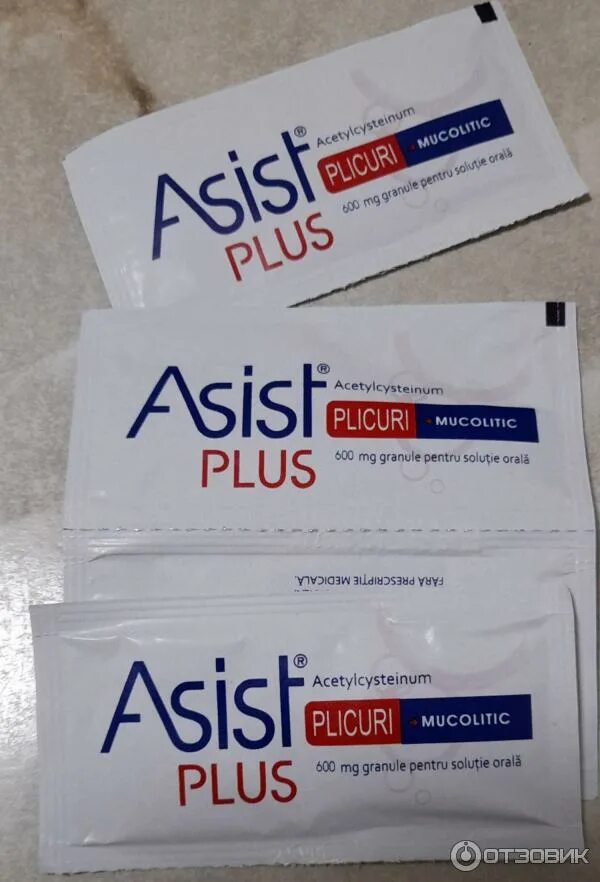 Asist®
Acetylcysteinum
PLICURI MUCOLITIC
600 mg granule pentru soluție orală
PLUS
Asist®
Acetylcysteinum
PLICURI MUCOLITIC
600 mg granule pentru soluție orală
PLUS
FĂRĂ PRESCRIPȚIE MEDICALĂ.
Asist®
Acetylcysteinum
PLICURI MUCOLITIC
600 mg granule pentru soluție orală
PLUS
ОТЗОВИК